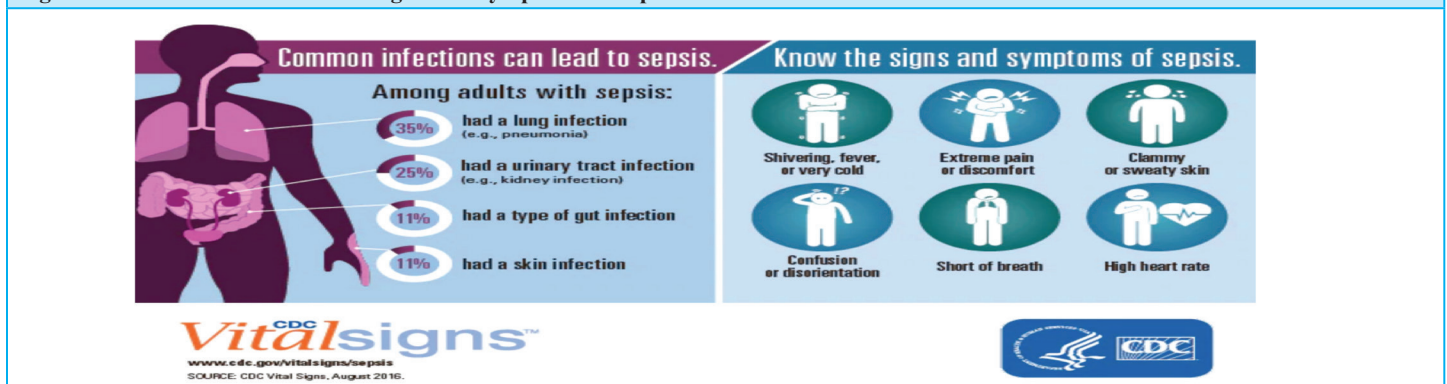 Common infections can lead to sepsis.
Among adults with sepsis:
35%
had a lung infection
(e.g., pneumonia)
25%
had a urinary tract infection
(e.g., kidney infection)
11%
had a type of gut infection
11%
had a skin infection
Know the signs and symptoms of sepsis.
Shivering, fever,
or very cold
Extreme pain
or discomfort
Clammy
or sweaty skin
!?
Confusion
or disorientation
Short of breath
High heart rate
CDC
Vitalsigns™
www.cdc.gov/vitalsigns/sepsis
SOURCE: CDC Vital Signs, August 2016.
CDC